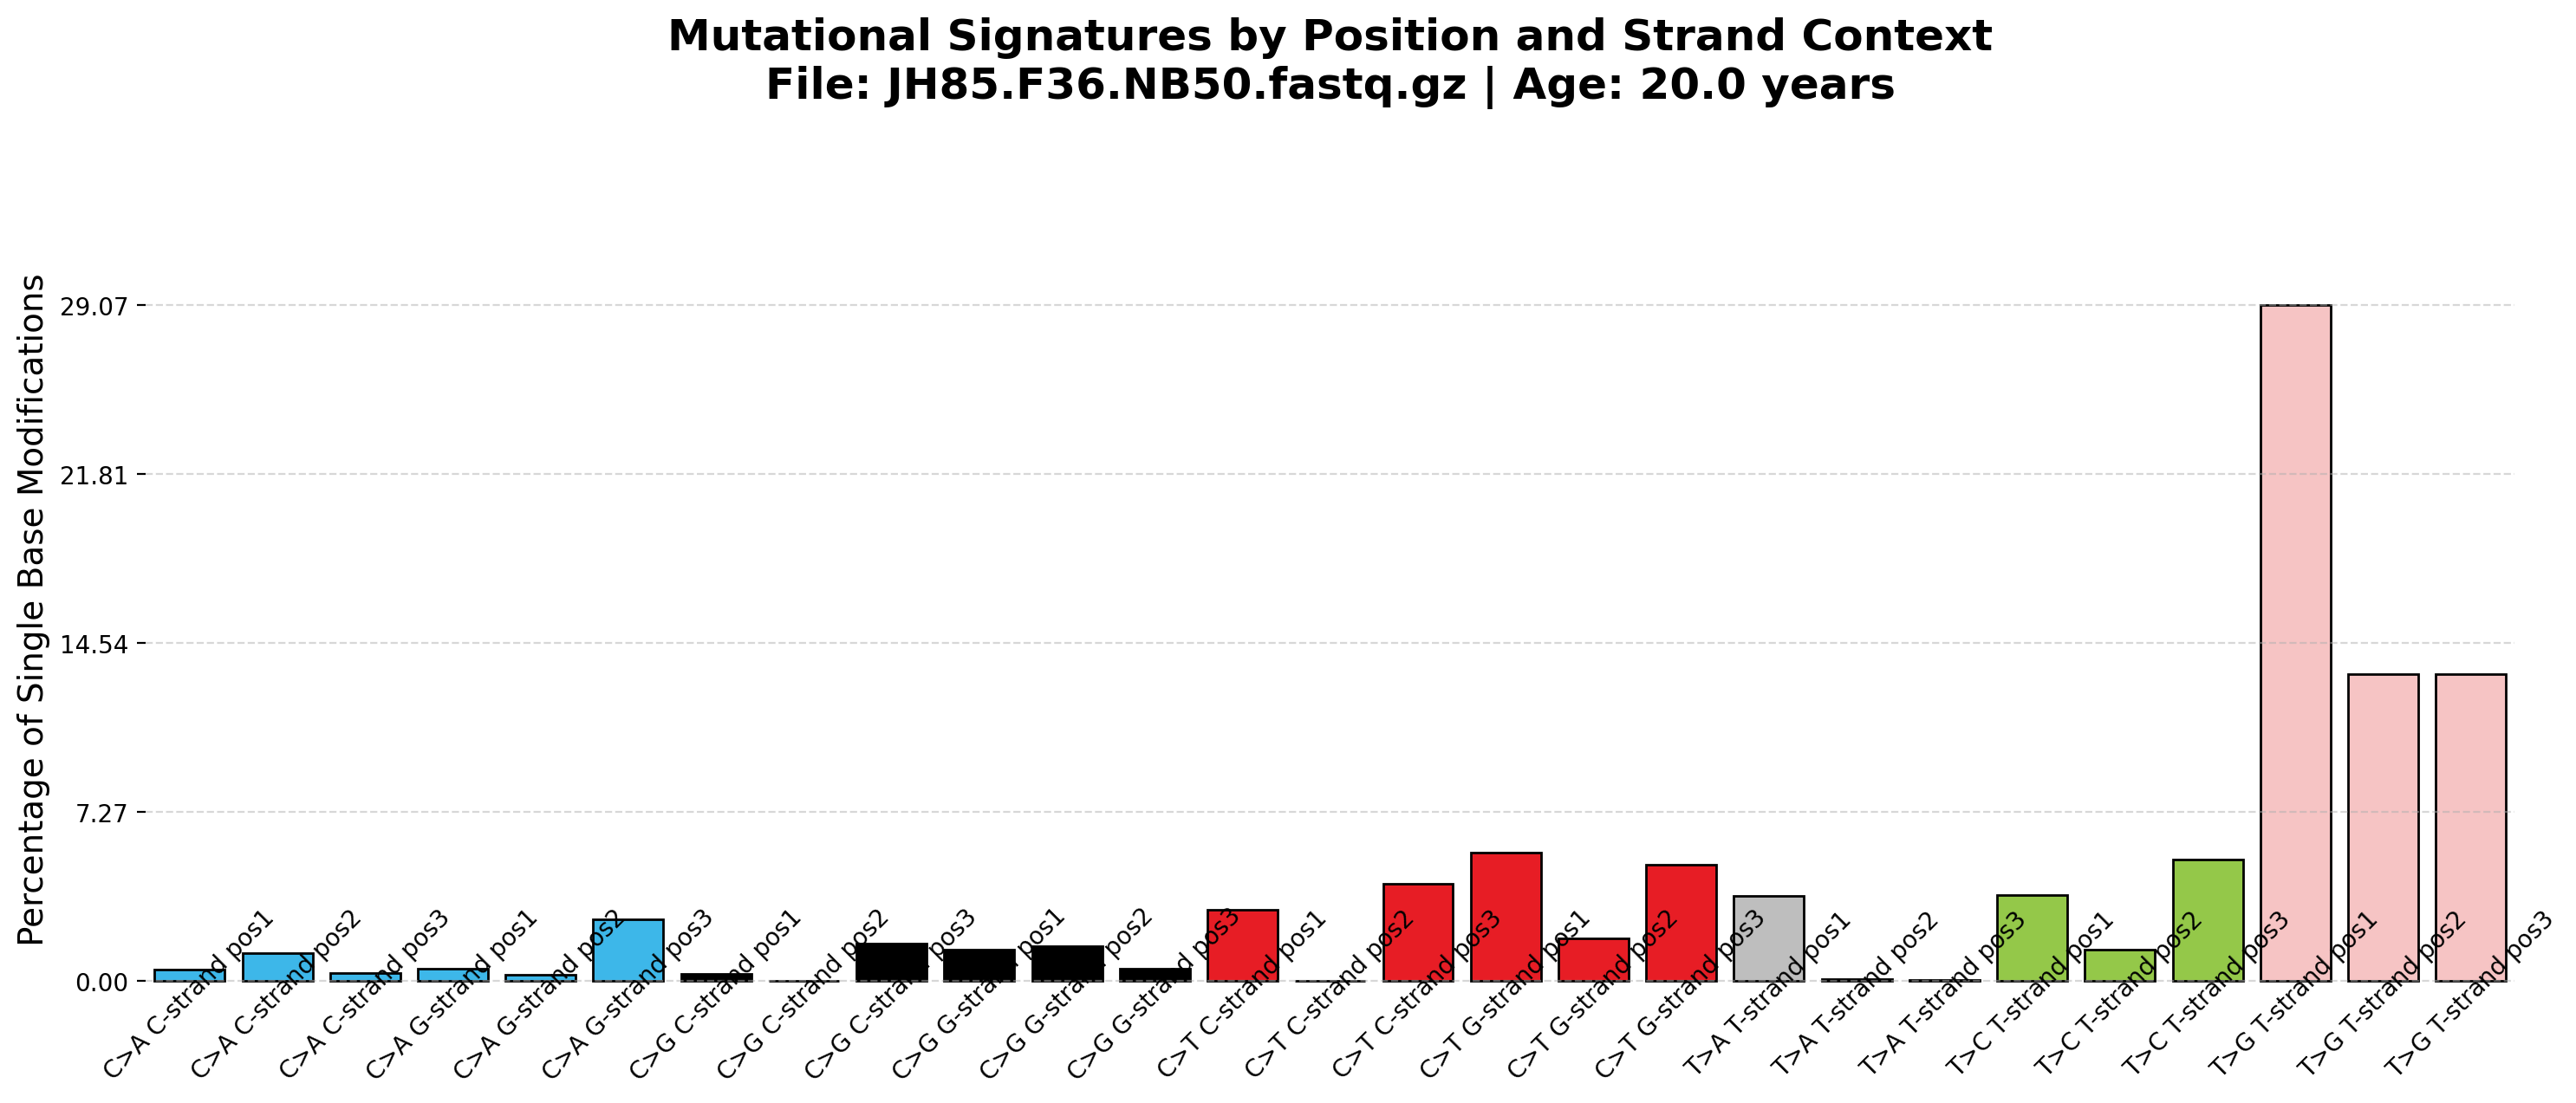 Mutational Signatures by Position and Strand Context
File: JH85.F36.NB50.fastq.gz | Age: 20.0 years
Percentage of Single Base Modifications
29.07
21.81
14.54
7.27
0.00
C>A C-strand pos1
C>A C-strand pos2
C>A C-strand pos3
C>A G-strand pos1
C>A G-strand pos2
C>A G-strand pos3
C>G C-strand pos1
C>G C-strand pos2
C>G C-strand pos3
C>G G-strand pos1
C>G G-strand pos2
C>G G-strand pos3
C>T C-strand pos1
C>T C-strand pos2
C>T C-strand pos3
C>T G-strand pos1
C>T G-strand pos2
C>T G-strand pos3
T>A T-strand pos1
T>A T-strand pos2
T>A T-strand pos3
T>C T-strand pos1
T>C T-strand pos2
T>C T-strand pos3
T>G T-strand pos1
T>G T-strand pos2
T>G T-strand pos3